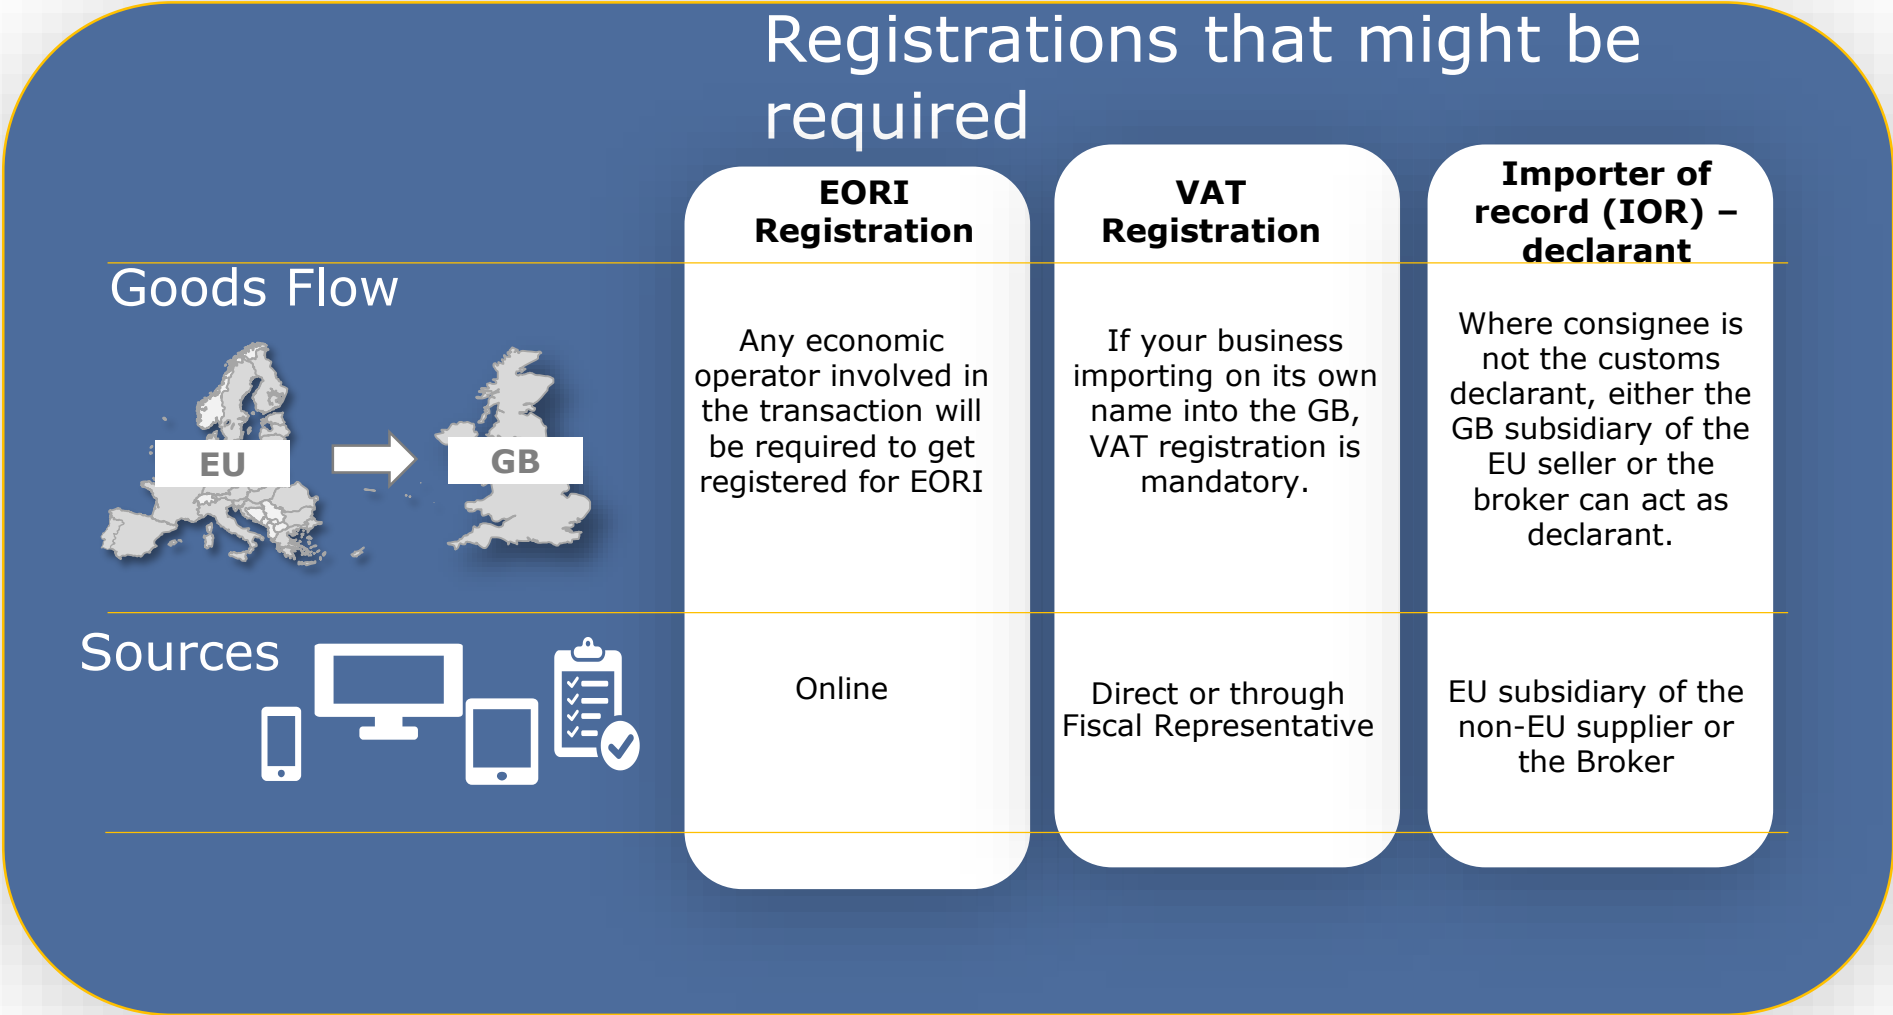 Registrations that might be
required
EORI
Registration
VAT
Registration
Importer of
record (IOR) –
declarant
Goods Flow
EU
GB
Any economic
operator involved in
the transaction will
be required to get
registered for EORI
If your business
importing on its own
name into the GB,
VAT registration is
mandatory.
Where consignee is
not the customs
declarant, either the
GB subsidiary of the
EU seller or the
broker can act as
declarant.
Sources
Online
Direct or through
Fiscal Representative
EU subsidiary of the
non-EU supplier or
the Broker